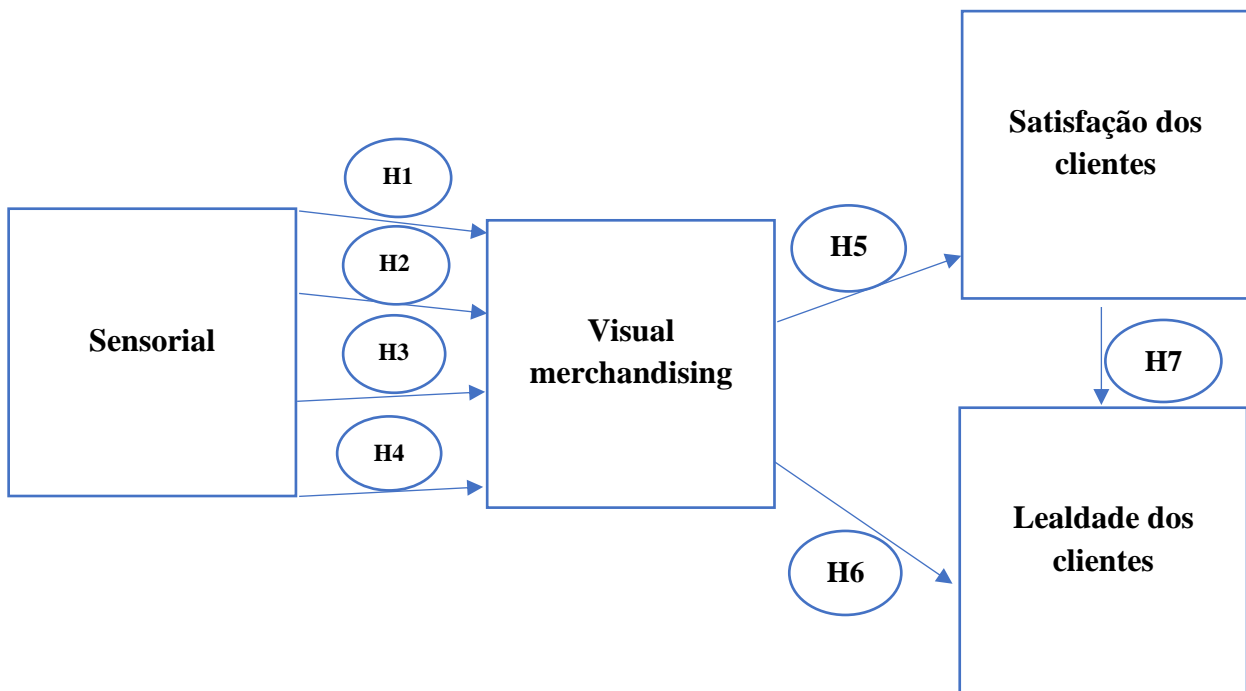 Sensorial
H1
H2
H3
H4
Visual
merchandising
H5
H6
Satisfação dos
clientes
H7
Lealdade dos
clientes